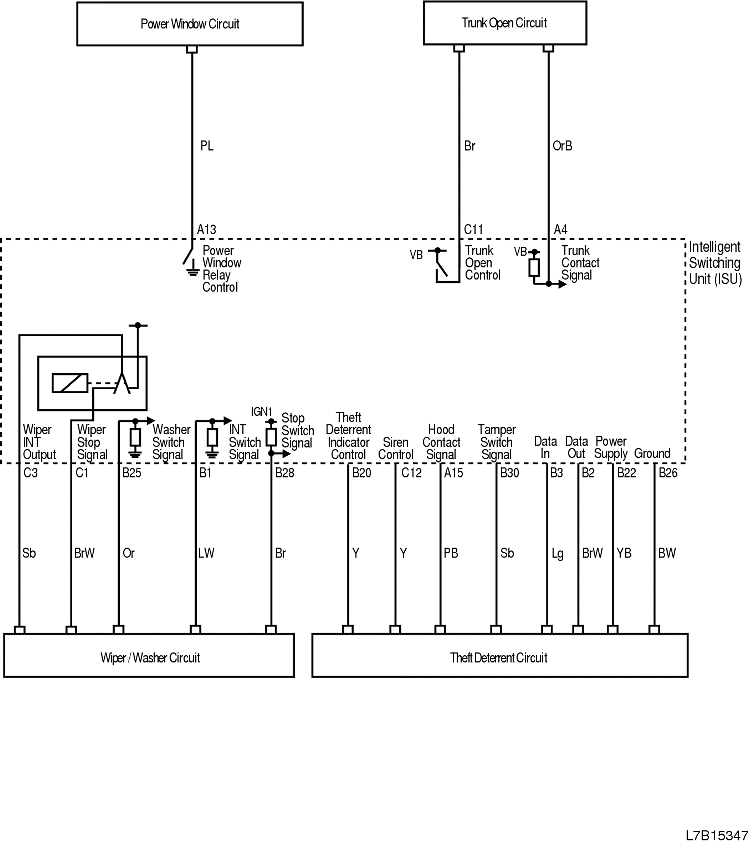 Power Window Circuit
Trunk Open Circuit
PL
Br
OrB
A13
C11
A4
Power
Window
Relay
Control
VB
Trunk
Open
Control
VB
Trunk
Contact
Signal
Intelligent
Switching
Unit (ISU)
Wiper
INT
Output
Wiper
Stop
Signal
Washer
Switch
Signal
INT
Switch
Signal
IGN1
Stop
Switch
Signal
Theft
Deterrent
Indicator
Control
Siren
Control
Hood
Contact
Signal
Tamper
Switch
Signal
Data
In
Data
Out
Power
Supply
Ground
C3
C1
B25
B1
B28
B20
C12
A15
B30
B3
B2
B22
B26
Sb
BrW
Or
LW
Br
Y
Y
PB
Sb
Lg
BrW
YB
BW
Wiper / Washer Circuit
Theft Deterrent Circuit
L7B15347